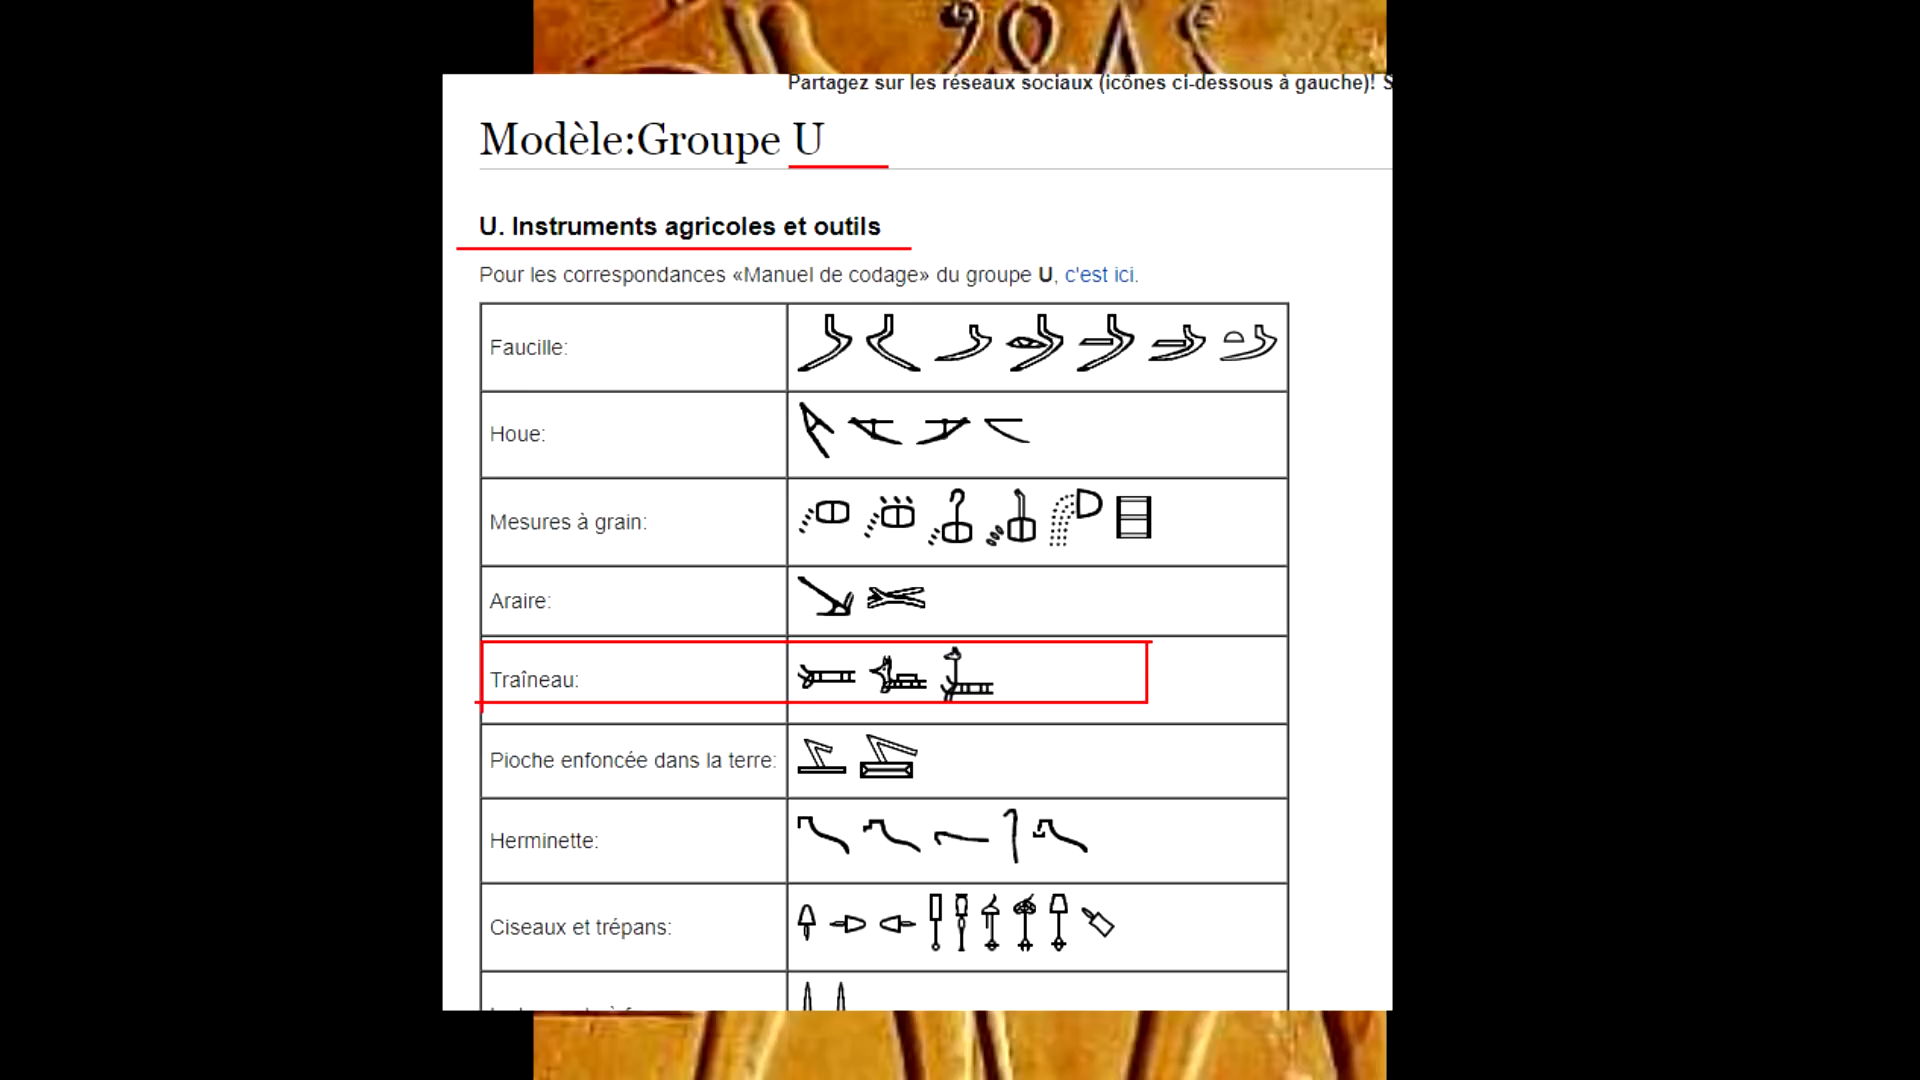 Partagez sur les réseaux sociaux (icônes ci-dessous à gauche)! S
Modèle:Groupe U
U. Instruments agricoles et outils
Pour les correspondances «Manuel de codage» du groupe U, c'est ici.
Faucille:
Houe:
Mesures à grain:
Araire:
Traîneau:
Pioche enfoncée dans la terre:
Herminette:
Ciseaux et trépans: